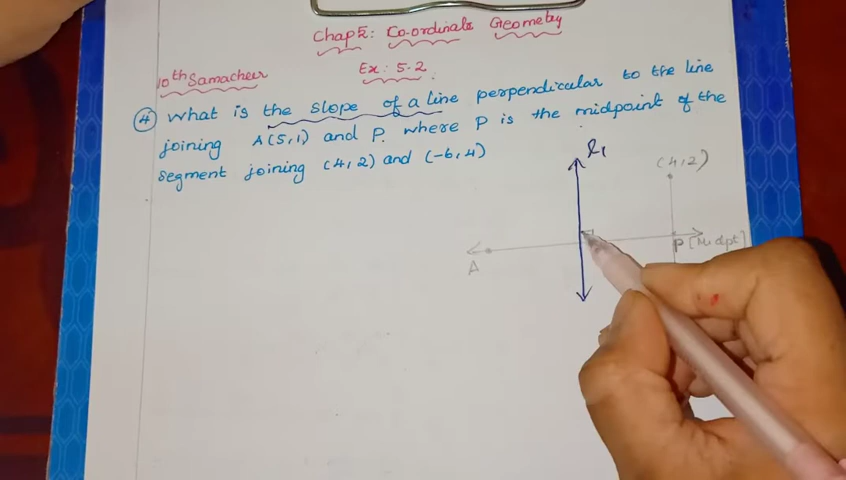 Chapt: Co-ordinate Geometry
10th Samacheer
Ex: 5.2
④ What is the slope of a line perpendicular to the line
joining A(5,1) and P. where P is the midpoint of the
segment joining (4,2) and (-6,4)
l1
(4,2)
P [Midpt]
A